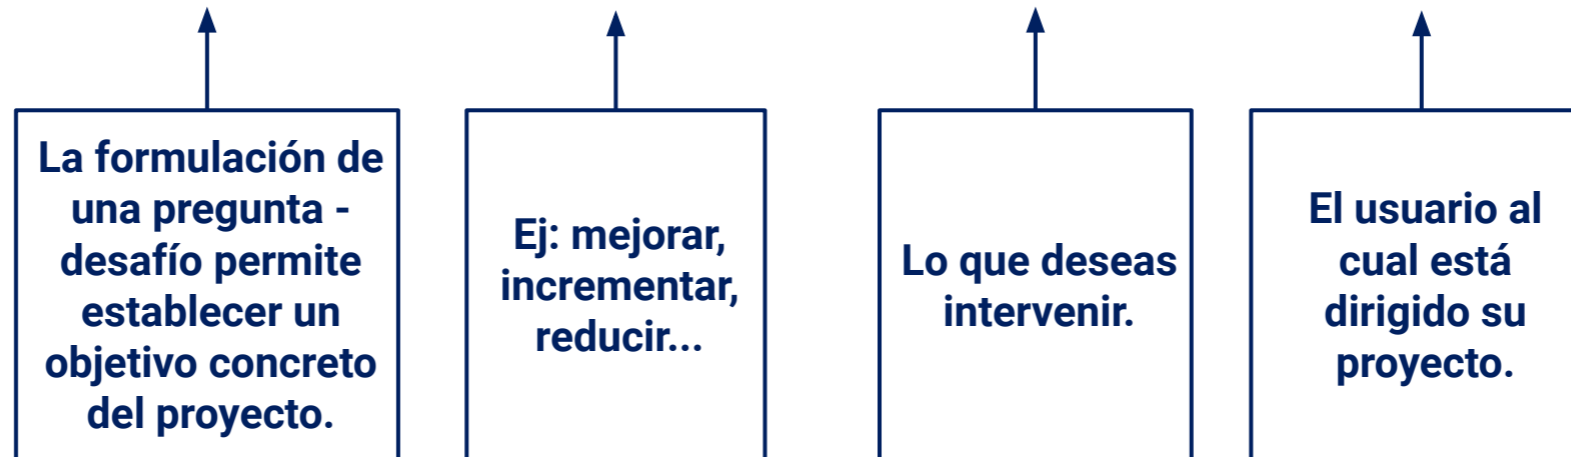 La formulación de
una pregunta -
desafío permite
establecer un
objetivo concreto
del proyecto.
Ej: mejorar,
incrementar,
reducir...
Lo que deseas
intervenir.
El usuario al
cual está
dirigido su
proyecto.